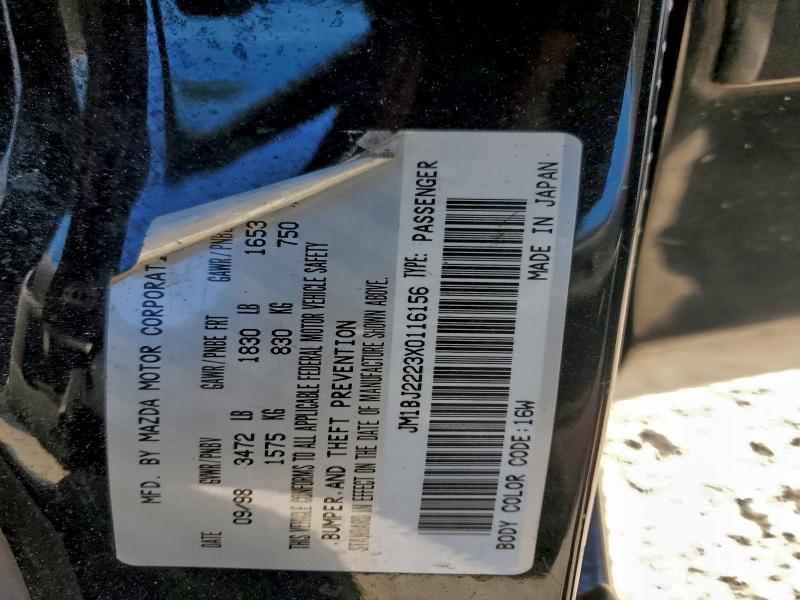 MFD. BY MAZDA MOTOR CORPORAT
DATE GVWR/PNBV GAWR/PNBE FRT GAWR/PNB
09/98 3472 LB 1830 LB 1653
1575 KG 830 KG 750
THIS VEHICLE CONFORMS TO ALL APPLICABLE FEDERAL MOTOR VEHICLE SAFETY
BUMPER, AND THEFT PREVENTION
STANDARD IN EFFECT ON THE DATE OF MANUFACTURE SHOWN ABOVE.
JM1BJ2223X0116156 TYPE: PASSENGER
BODY COLOR CODE:16W MADE IN JAPAN